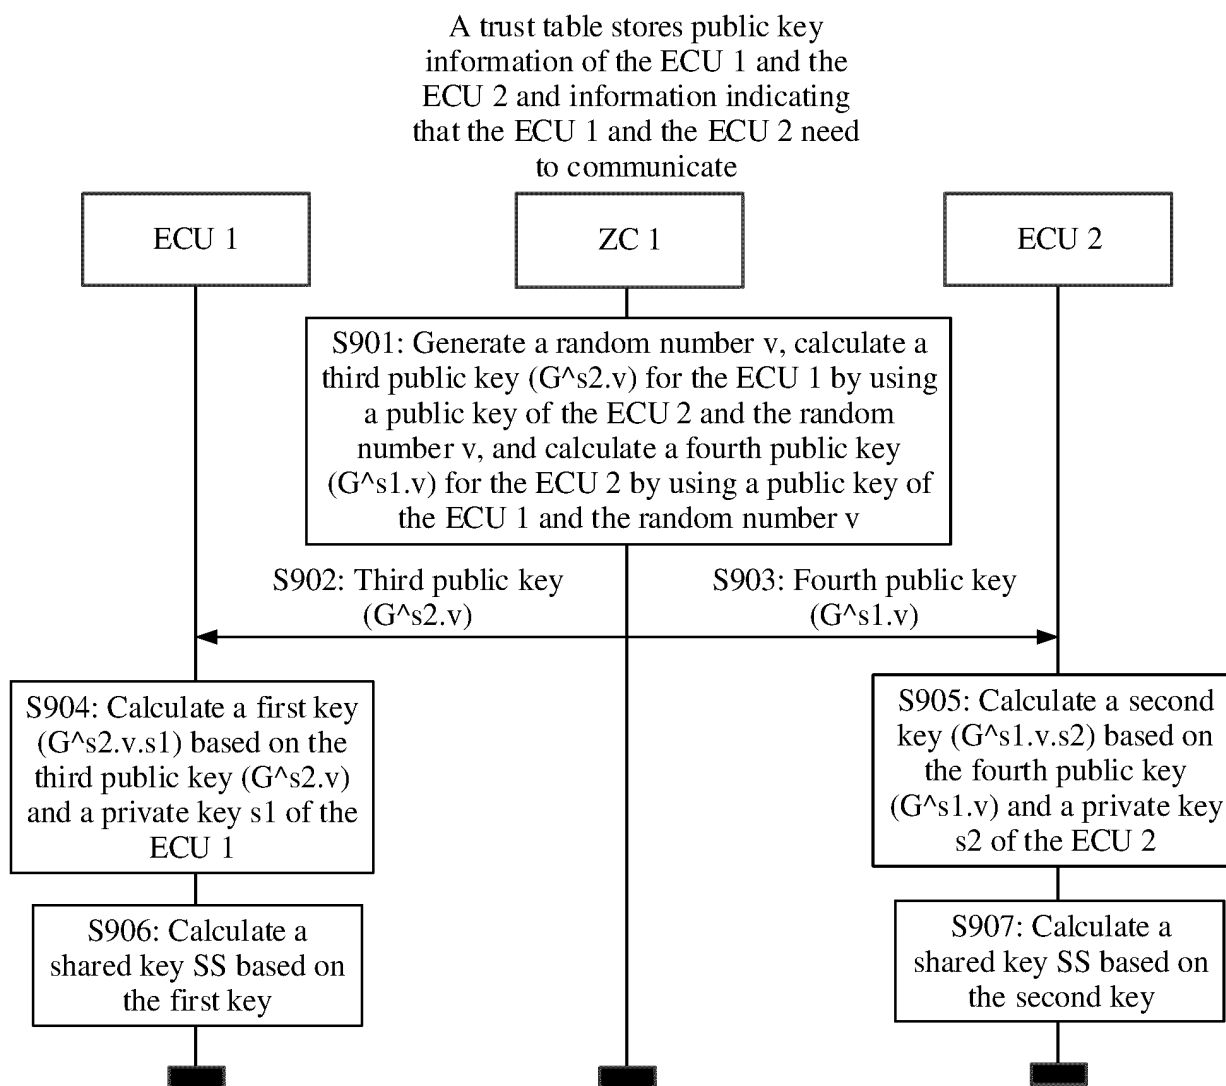 A trust table stores public key
information of the ECU 1 and the
ECU 2 and information indicating
that the ECU 1 and the ECU 2 need
to communicate
ECU 1
ZC 1
ECU 2
S901: Generate a random number v, calculate a
third public key (G^s2.v) for the ECU 1 by using
a public key of the ECU 2 and the random
number v, and calculate a fourth public key
(G^s1.v) for the ECU 2 by using a public key of
the ECU 1 and the random number v
S902: Third public key
(G^s2.v)
S903: Fourth public key
(G^s1.v)
S904: Calculate a first key
(G^s2.v.s1) based on the
third public key (G^s2.v)
and a private key s1 of the
ECU 1
S905: Calculate a second
key (G^s1.v.s2) based on
the fourth public key
(G^s1.v) and a private key
s2 of the ECU 2
S906: Calculate a
shared key SS based on
the first key
S907: Calculate a
shared key SS based on
the second key